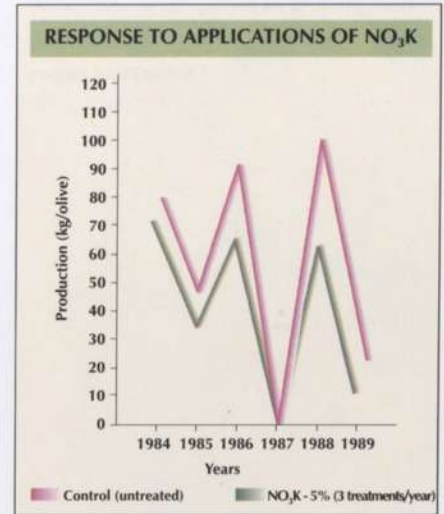 RESPONSE TO APPLICATIONS OF NO₃K
Production (kg/olive)
120
110
100
90
80
70
60
50
40
30
20
10
0
1984 1985 1986 1987 1988 1989
Years
Control (untreated) NO₃K - 5% (3 treatments/year)